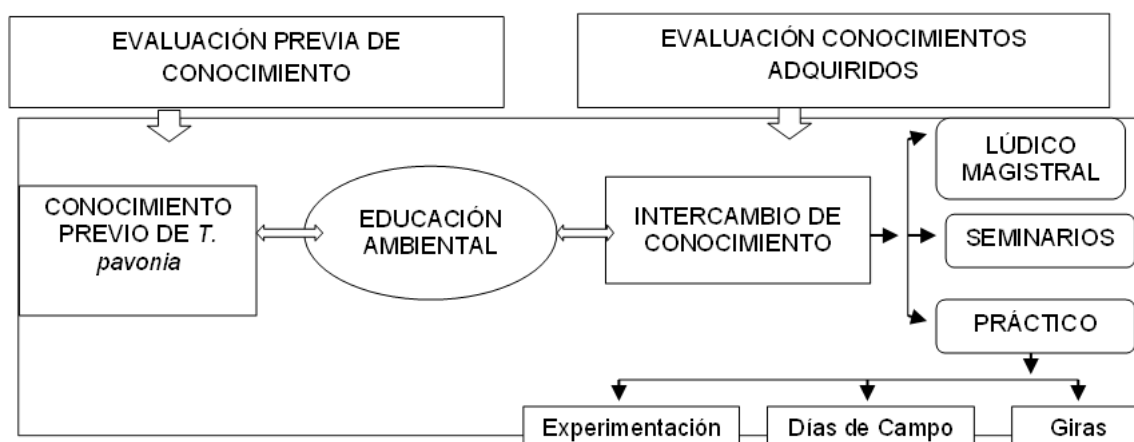 EVALUACIÓN PREVIA DE
CONOCIMIENTO
EVALUACIÓN CONOCIMIENTOS
ADQUIRIDOS
CONOCIMIENTO
PREVIO DE T.
pavonia
EDUCACIÓN
AMBIENTAL
INTERCAMBIO DE
CONOCIMIENTO
LÚDICO
MAGISTRAL
SEMINARIOS
PRÁCTICO
Experimentación
Días de Campo
Giras